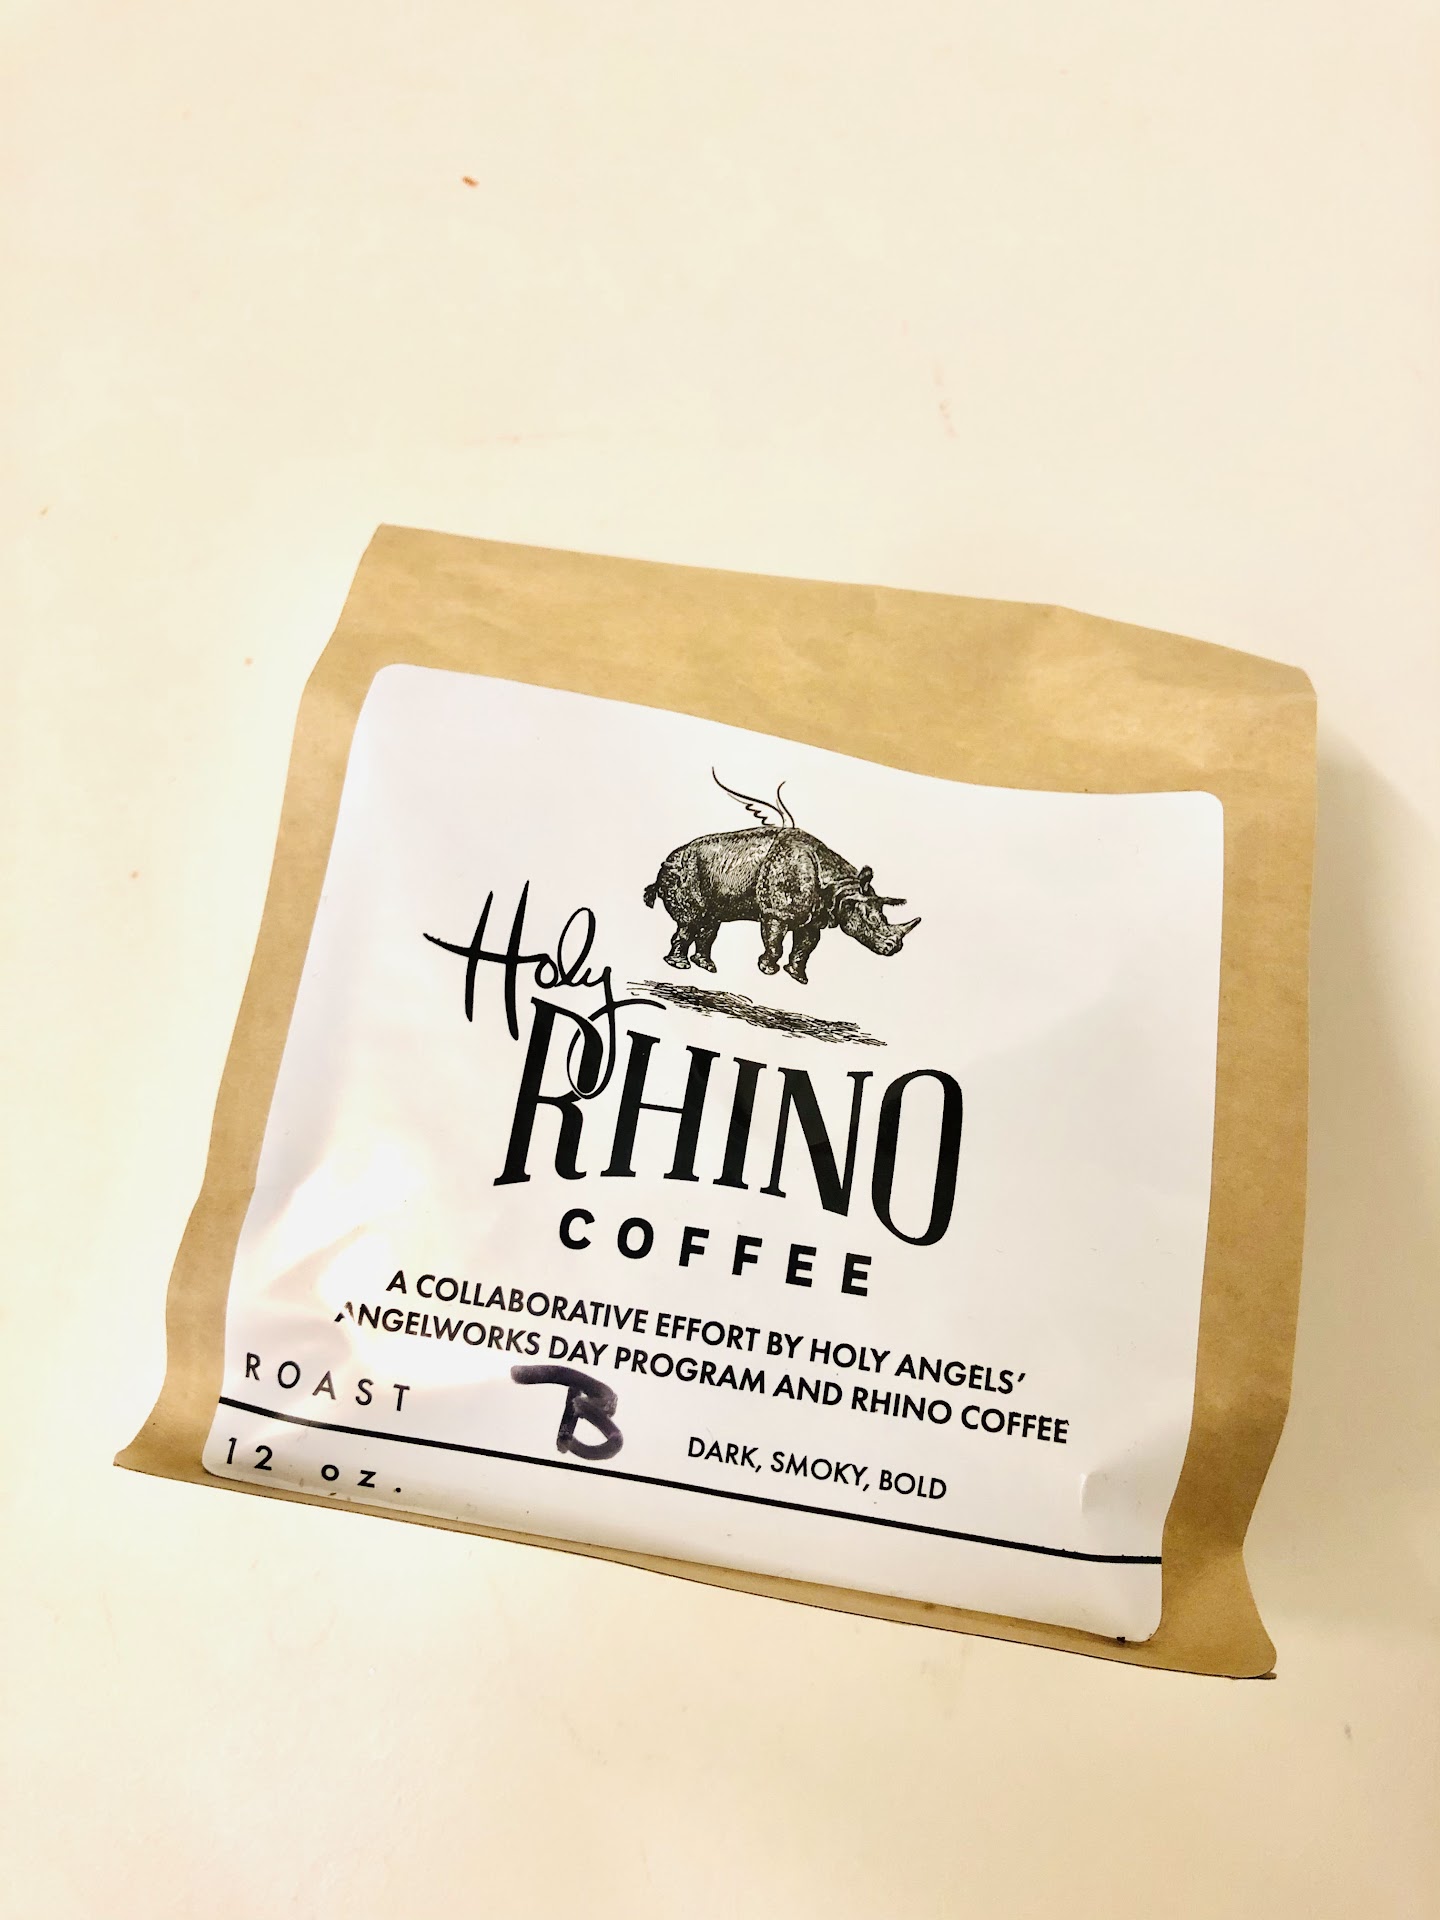 Holy
RHINO
COFFEE
A COLLABORATIVE EFFORT BY HOLY ANGELS'
ANGELWORKS DAY PROGRAM AND RHINO COFFEE
ROAST B DARK, SMOKY, BOLD
12 oz.